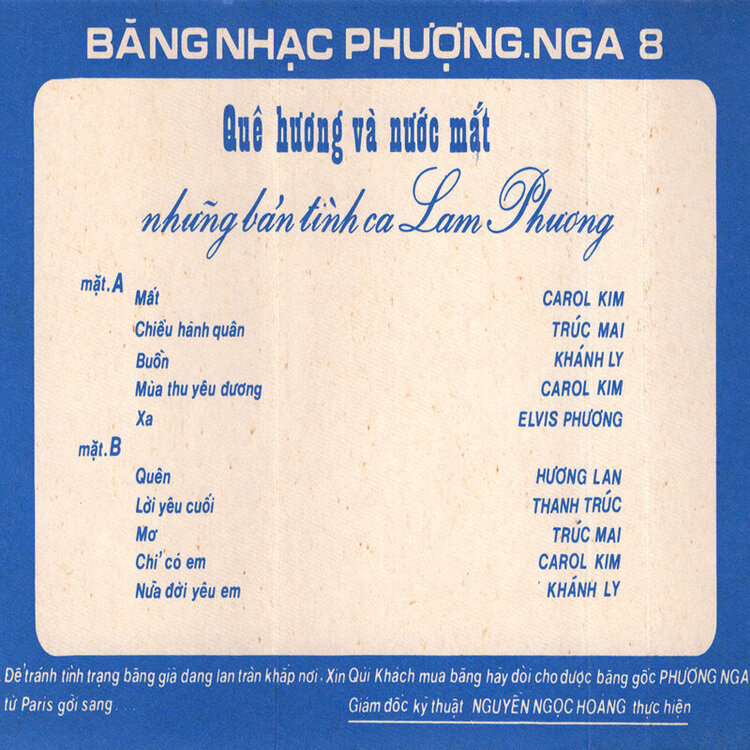 BĂNG NHẠC PHƯỢNG.NGA 8
Quê hương và nước mắt
những bản tình ca Lam Phương
mặt.A
Mất CAROL KIM
Chiều hành quân TRÚC MAI
Buồn KHÁNH LY
Mùa thu yêu đương CAROL KIM
Xa ELVIS PHƯƠNG
mặt.B
Quên HƯƠNG LAN
Lời yêu cuối THANH TRÚC
Mơ TRÚC MAI
Chỉ có em CAROL KIM
Nửa đời yêu em KHÁNH LY
Để tránh tình trạng băng giả đang lan tràn khắp nơi. Xin Quí Khách mua băng hãy đòi cho được băng gốc PHƯỢNG NGA
từ Paris gởi sang... Giám đốc kỹ thuật NGUYỄN NGỌC HOÀNG thực hiện